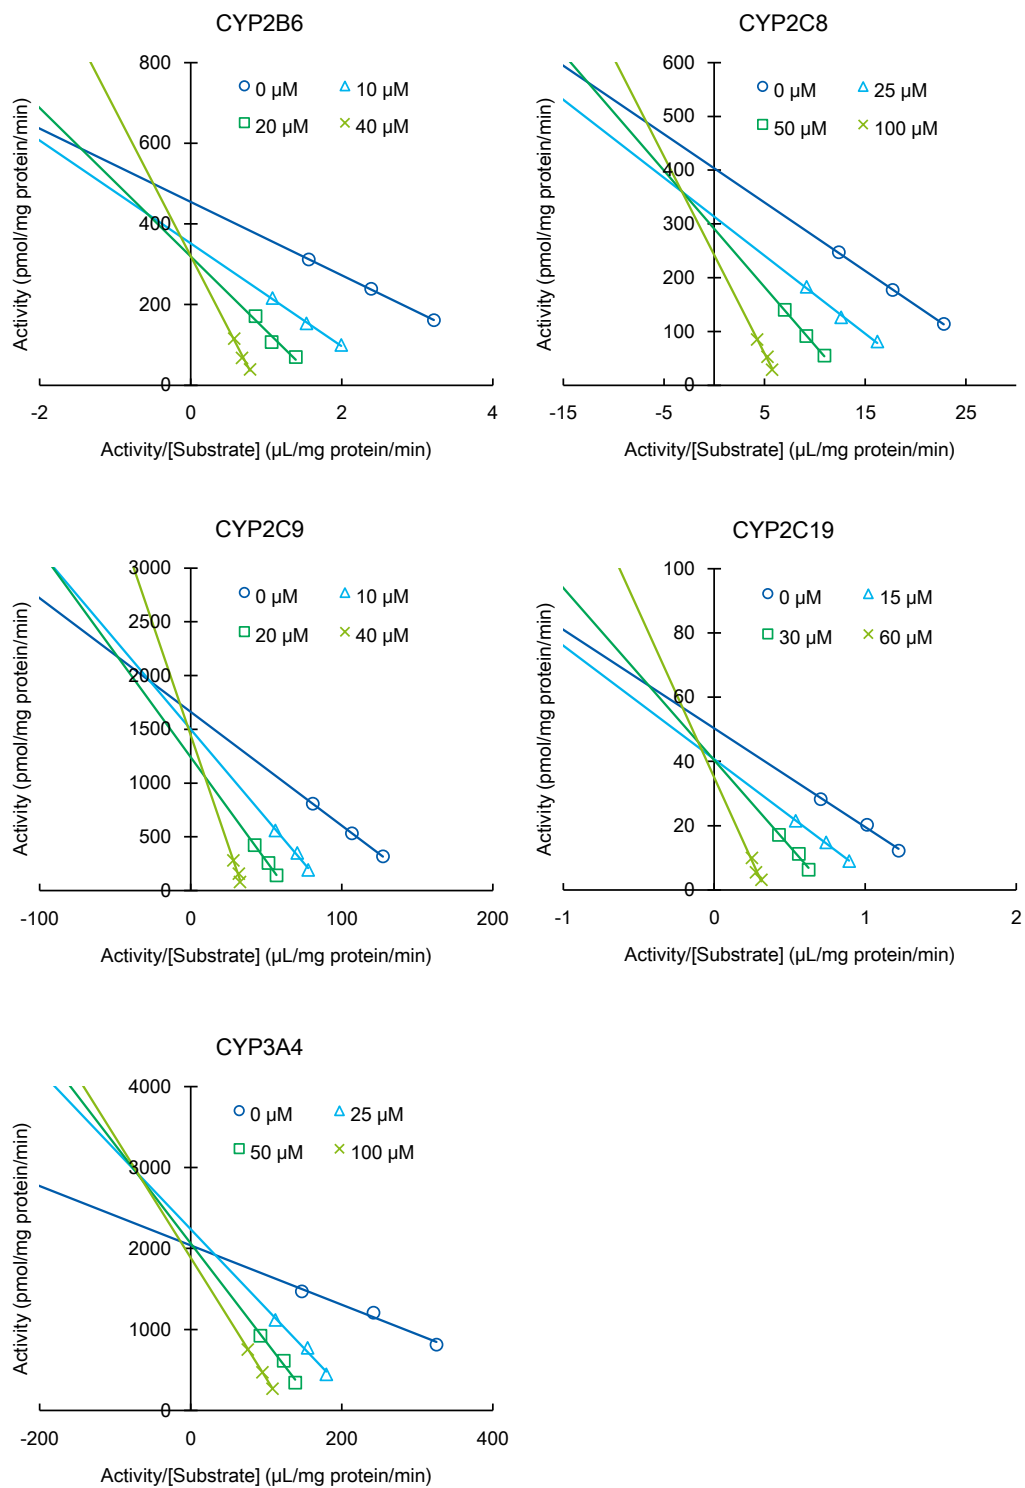 CYP2B6
Activity (pmol/mg protein/min)
800
600
400
200
0
-2
0
2
4
0 µM
10 µM
20 µM
40 µM
Activity/[Substrate] (µL/mg protein/min)
CYP2C8
Activity (pmol/mg protein/min)
600
500
400
300
200
100
0
-15
-5
5
15
25
0 µM
25 µM
50 µM
100 µM
Activity/[Substrate] (µL/mg protein/min)
CYP2C9
Activity (pmol/mg protein/min)
3000
2500
2000
1500
1000
500
0
-100
0
100
200
0 µM
10 µM
20 µM
40 µM
Activity/[Substrate] (µL/mg protein/min)
CYP2C19
Activity (pmol/mg protein/min)
100
80
60
40
20
0
-1
0
1
2
0 µM
15 µM
30 µM
60 µM
Activity/[Substrate] (µL/mg protein/min)
CYP3A4
Activity (pmol/mg protein/min)
4000
3000
2000
1000
0
-200
0
200
400
0 µM
25 µM
50 µM
100 µM
Activity/[Substrate] (µL/mg protein/min)